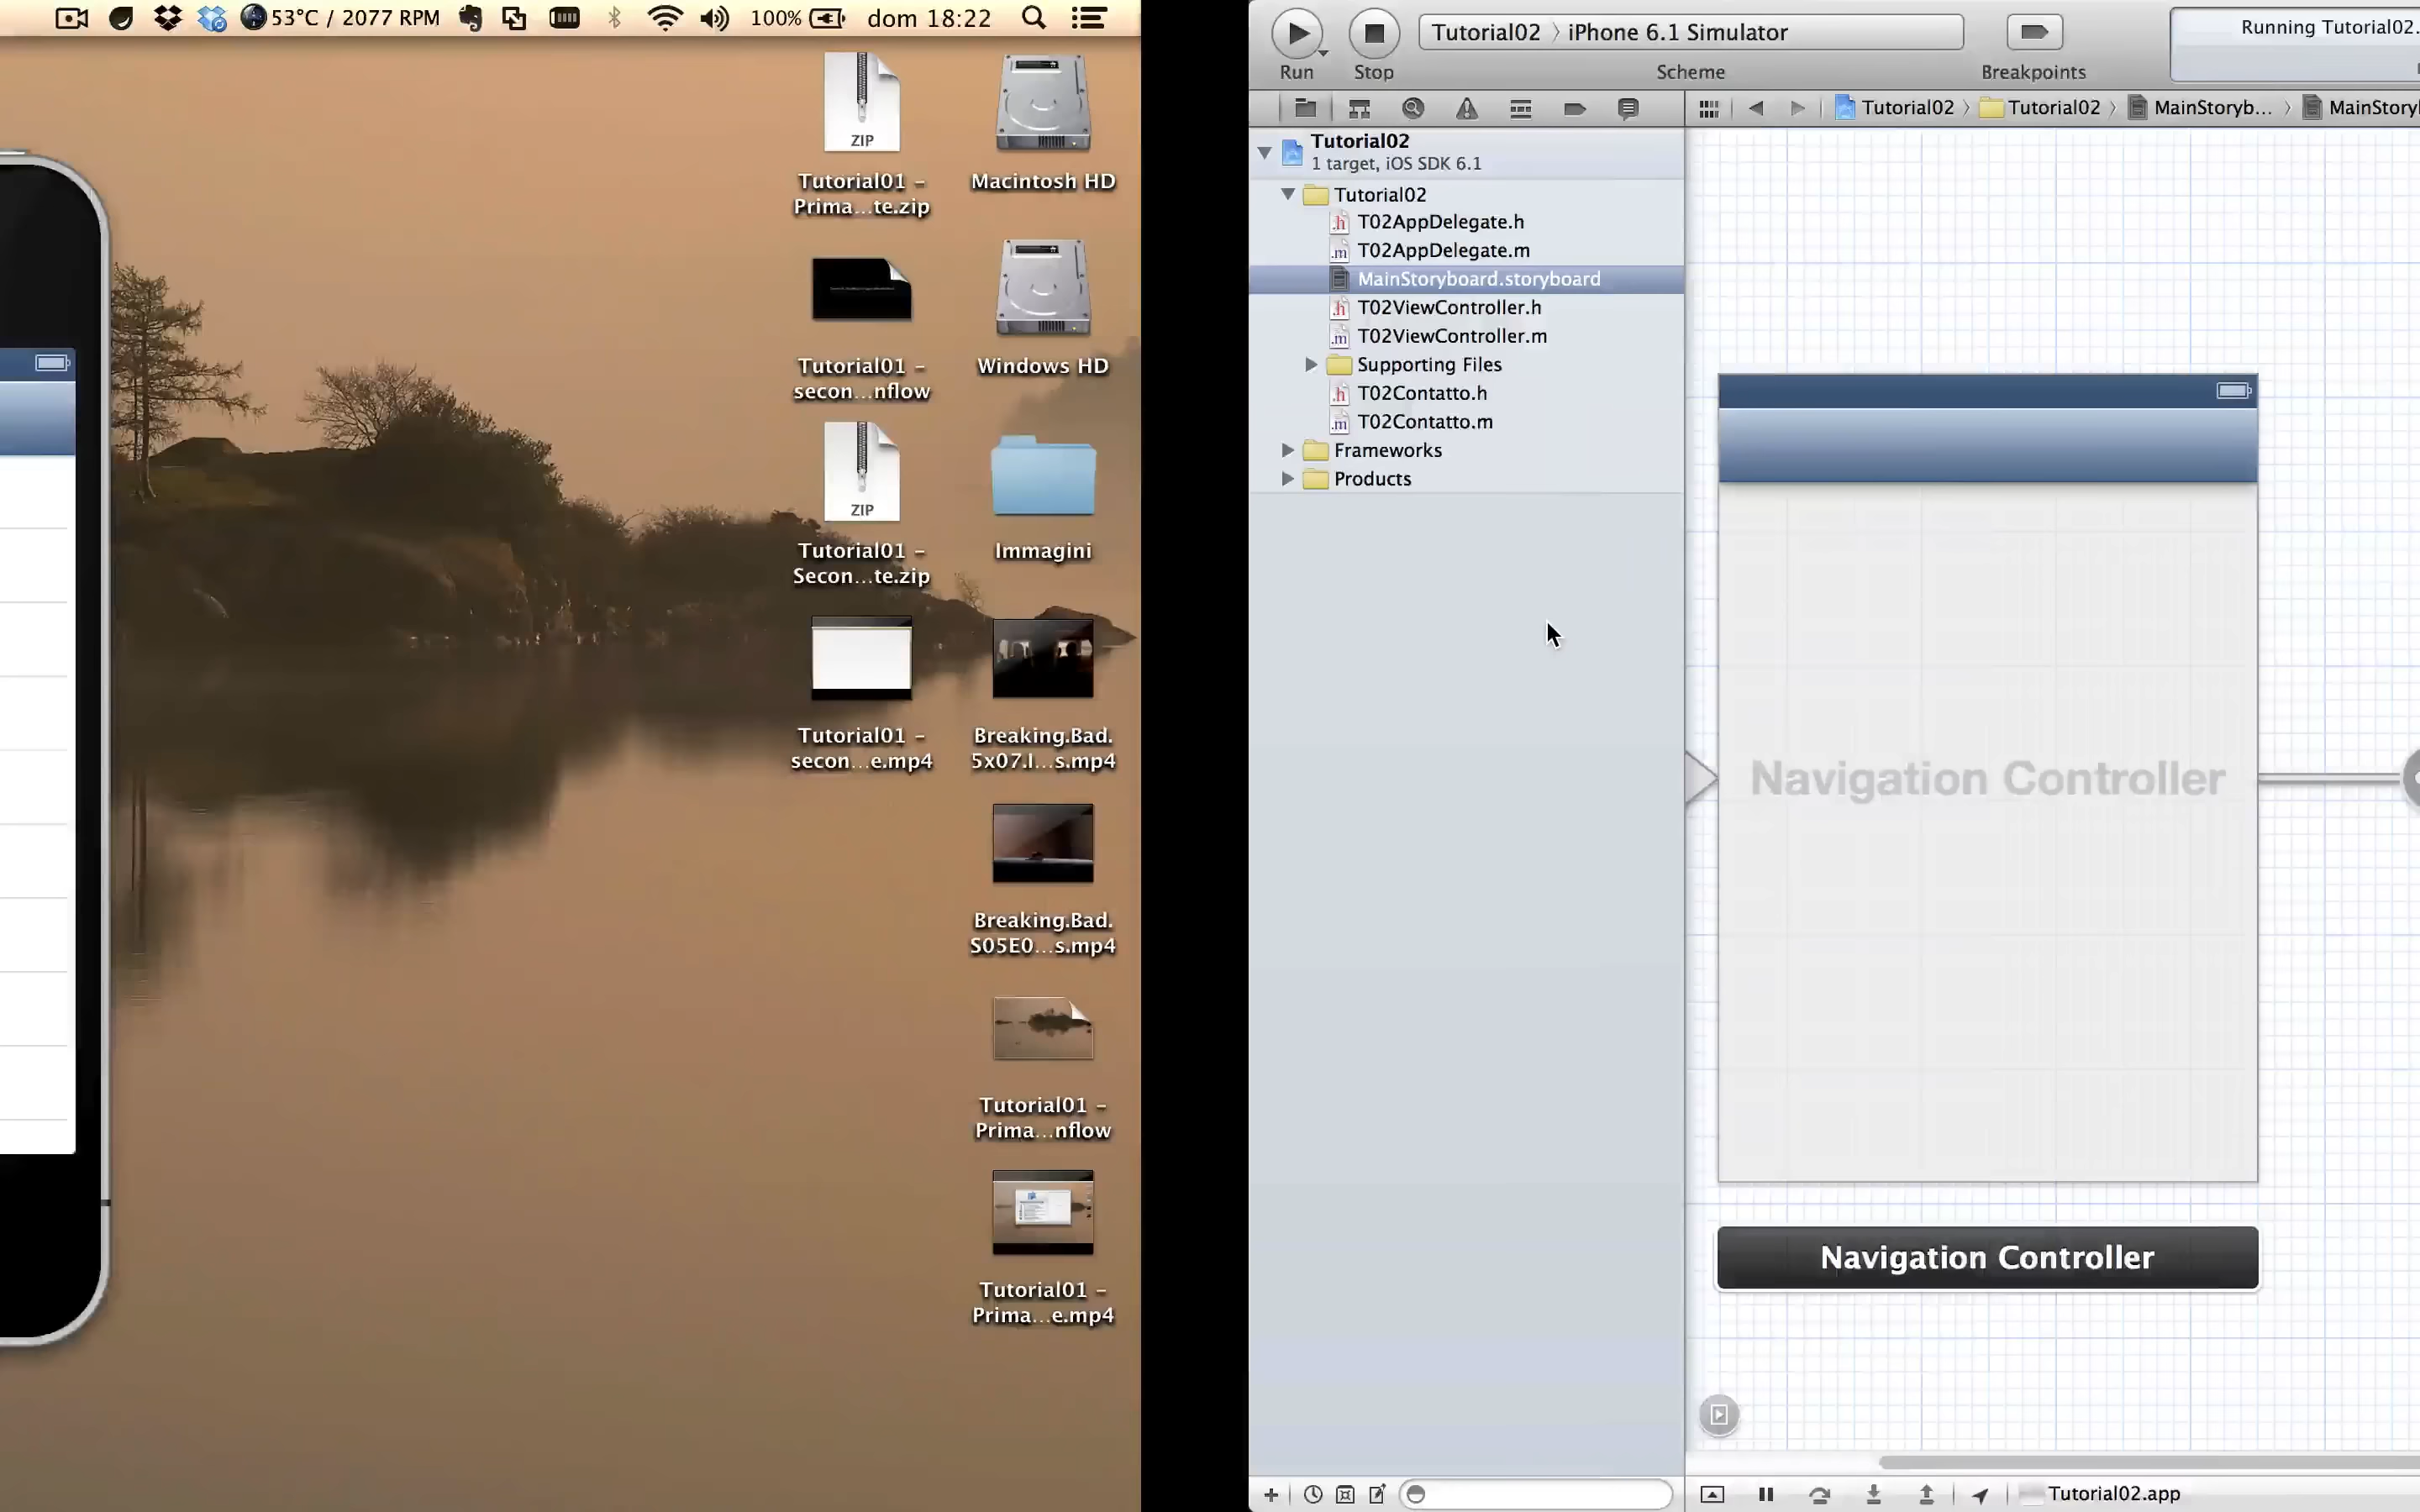 53°C / 2077 RPM
100%
dom 18:22
ZIP
Tutorial01 –
Prima...te.zip
Macintosh HD
Tutorial01 –
secon...nflow
Windows HD
ZIP
Tutorial01 –
Secon...te.zip
Immagini
Tutorial01 –
secon...e.mp4
Breaking.Bad.
5x07.I...s.mp4
Breaking.Bad.
S05E0...s.mp4
Tutorial01 –
Prima...nflow
Tutorial01 –
Prima...e.mp4
Tutorial02 〉 iPhone 6.1 Simulator
Running Tutorial02.
Run
Stop
Scheme
Breakpoints
Tutorial02 〉 Tutorial02 〉 MainStoryb... 〉 MainStory
Tutorial02
1 target, iOS SDK 6.1
Tutorial02
.h T02AppDelegate.h
.m T02AppDelegate.m
MainStoryboard.storyboard
.h T02ViewController.h
.m T02ViewController.m
Supporting Files
.h T02Contatto.h
.m T02Contatto.m
Frameworks
Products
Navigation Controller
Navigation Controller
Tutorial02.app